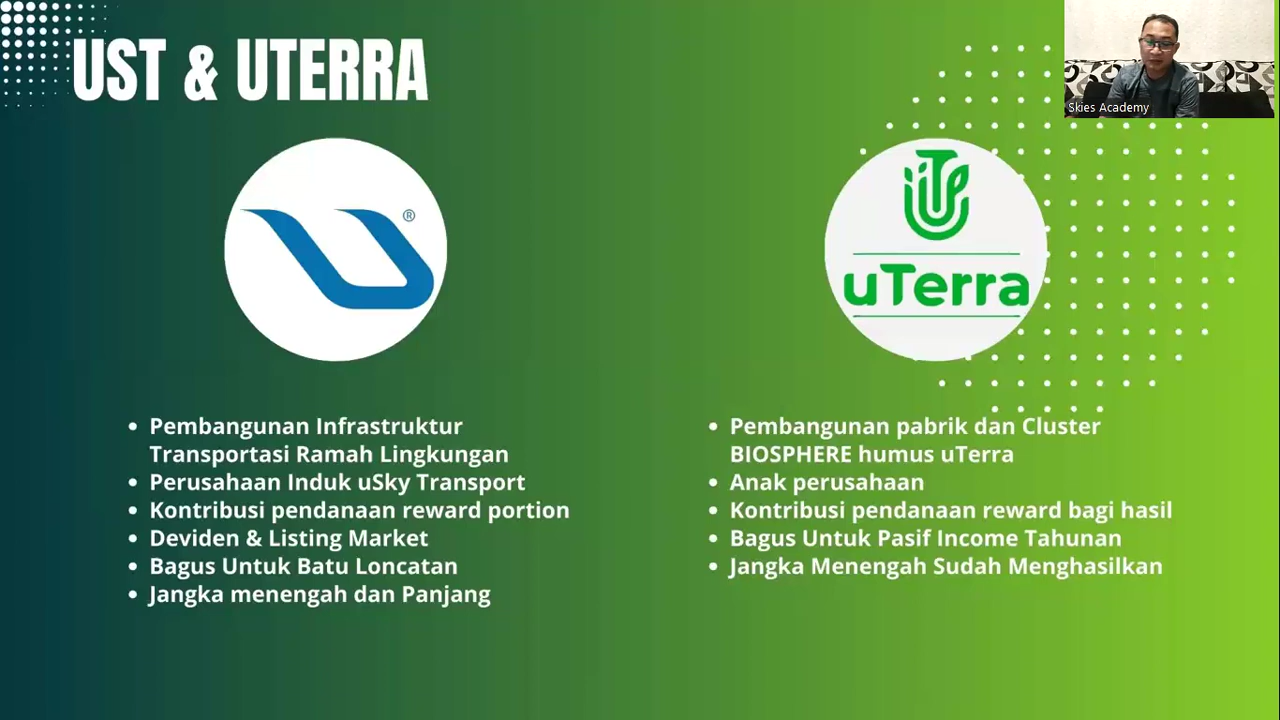 UST & UTERRA
Skies Academy
®
uTerra
• Pembangunan Infrastruktur
Transportasi Ramah Lingkungan
• Perusahaan Induk uSky Transport
• Kontribusi pendanaan reward portion
• Deviden & Listing Market
• Bagus Untuk Batu Loncatan
• Jangka menengah dan Panjang
• Pembangunan pabrik dan Cluster
BIOSPHERE humus uTerra
• Anak perusahaan
• Kontribusi pendanaan reward bagi hasil
• Bagus Untuk Pasif Income Tahunan
• Jangka Menengah Sudah Menghasilkan